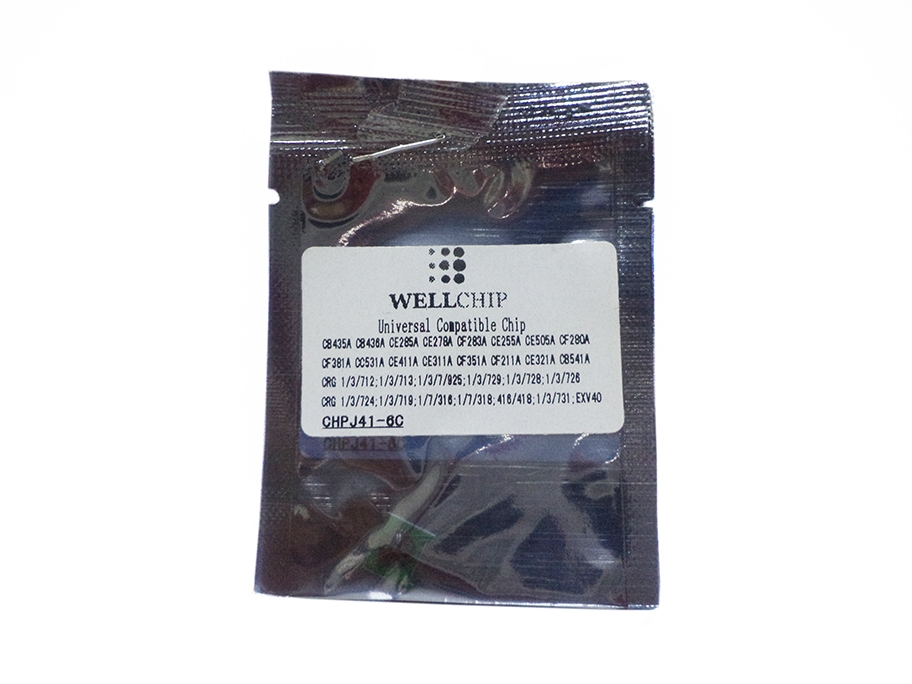 WELLCHIP
Universal Compatible Chip
CB435A CB436A CE285A CE278A CF283A CE255A CE505A CF280A
CF381A CC531A CE411A CE311A CF351A CF211A CE321A CB541A
CRG 1/3/712;1/3/713;1/3/7/925;1/3/729;1/3/728;1/3/726
CRG 1/3/724;1/3/719;1/7/316;1/7/318;416/418;1/3/731;EXV40
CHPJ41-6C